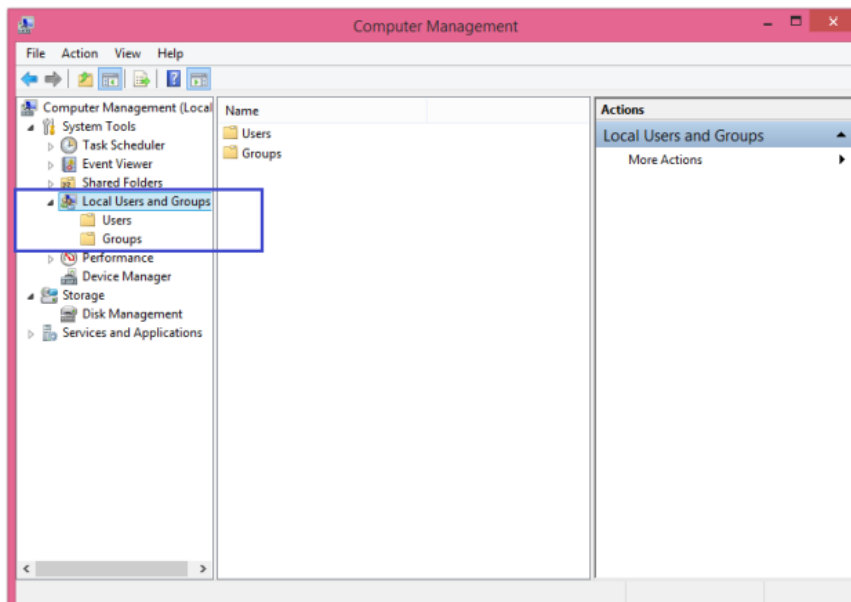 Computer Management
File Action View Help
Computer Management (Local
System Tools
Task Scheduler
Event Viewer
Shared Folders
Local Users and Groups
Users
Groups
Performance
Device Manager
Storage
Disk Management
Services and Applications
Name
Users
Groups
Actions
Local Users and Groups
More Actions